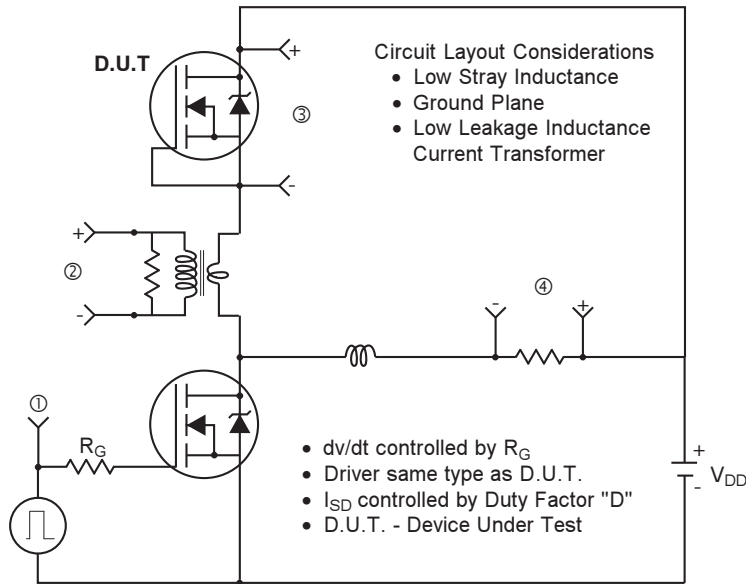 D.U.T
+
Circuit Layout Considerations
• Low Stray Inductance
• Ground Plane
• Low Leakage Inductance
Current Transformer
③
-
+
②
-
-
④
+
①
RG
• dv/dt controlled by RG
• Driver same type as D.U.T.
• ISD controlled by Duty Factor "D"
• D.U.T. - Device Under Test
+
-
VDD